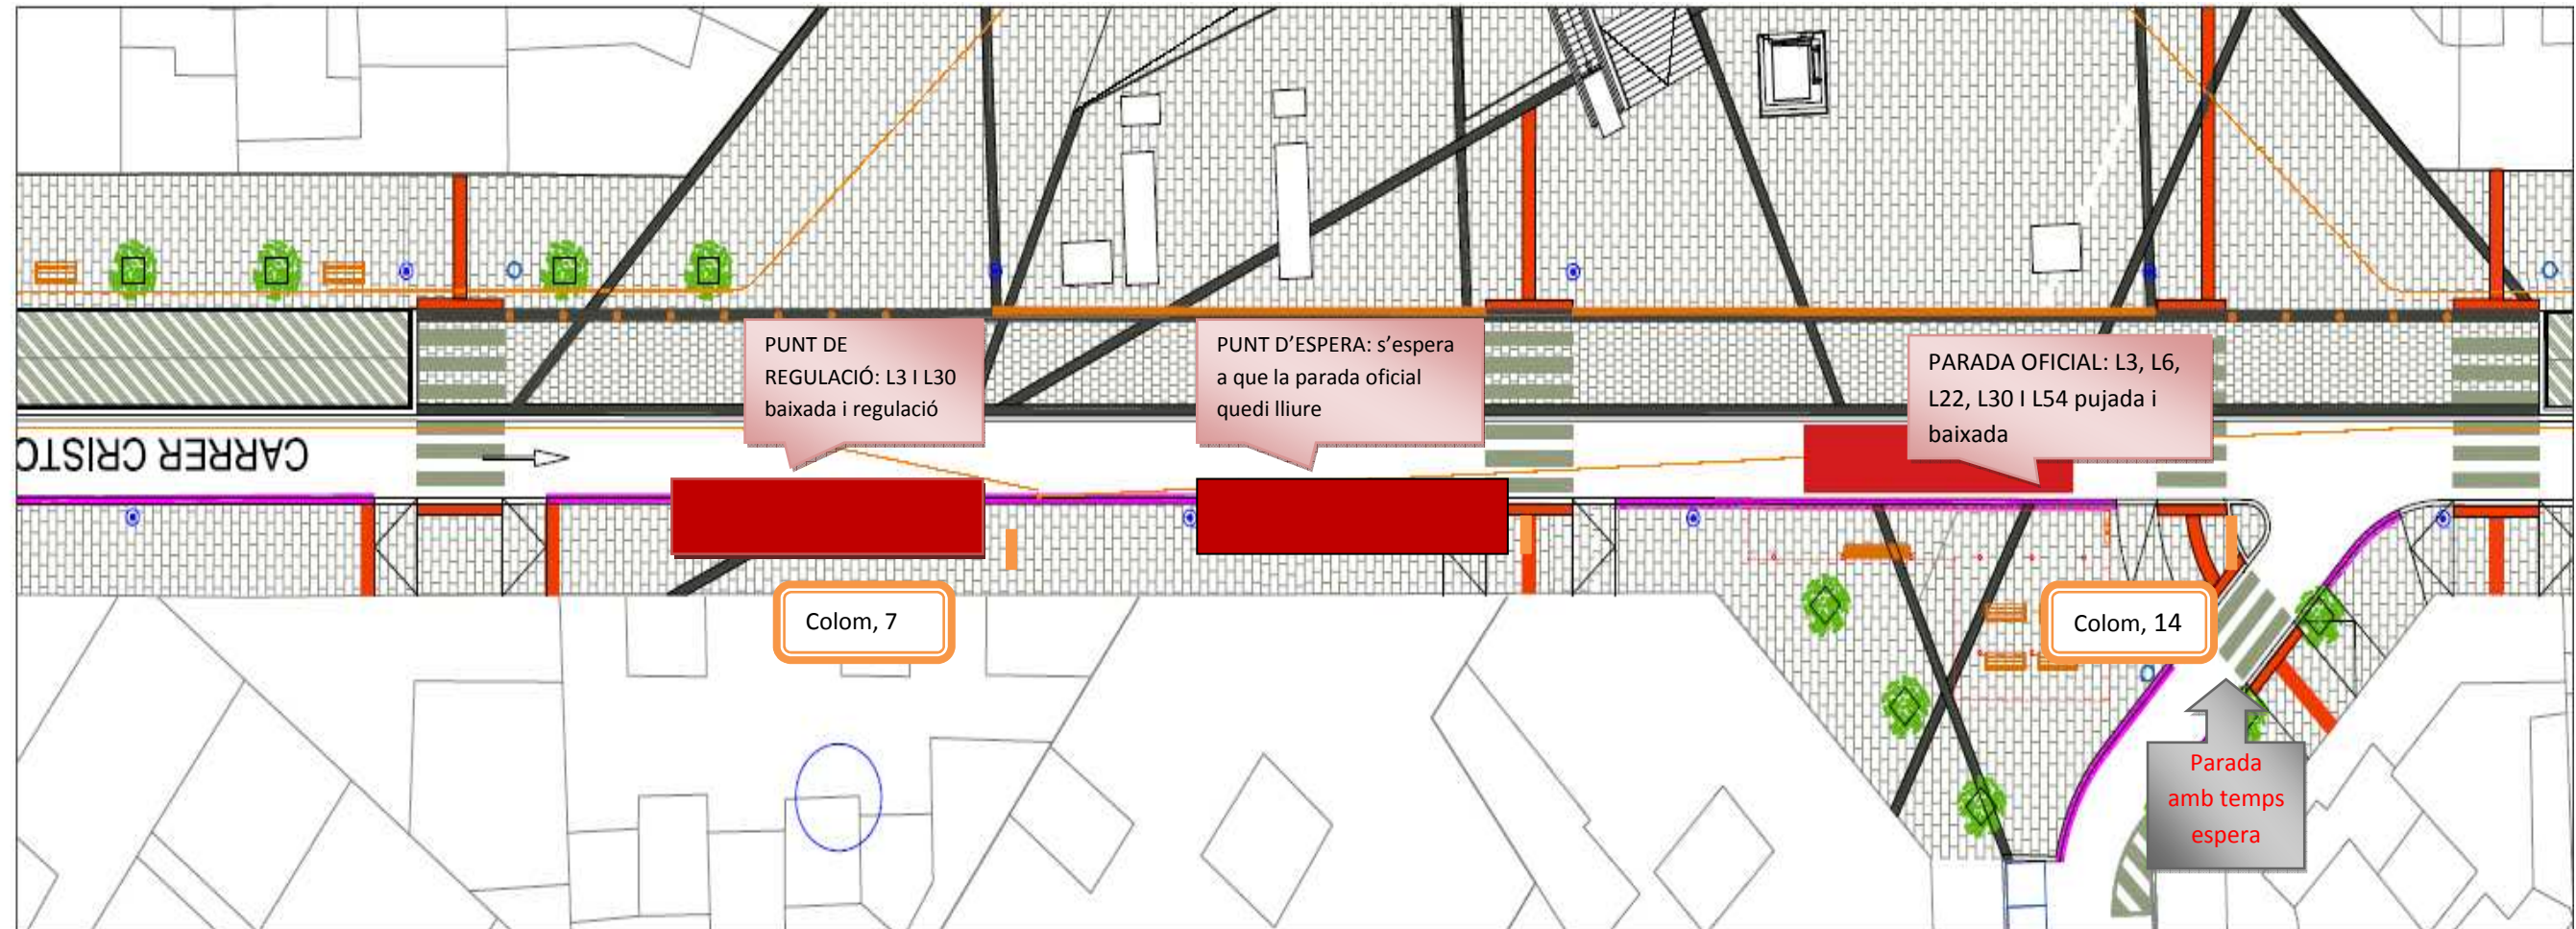 PUNT DE
REGULACIÓ: L3 I L30
baixada i regulació
PUNT D’ESPERA: s’espera
a que la parada oficial
quedi lliure
PARADA OFICIAL: L3, L6,
L22, L30 I L54 pujada i
baixada
CARRER CRISTO
Colom, 7
Colom, 14
Parada
amb temps
espera